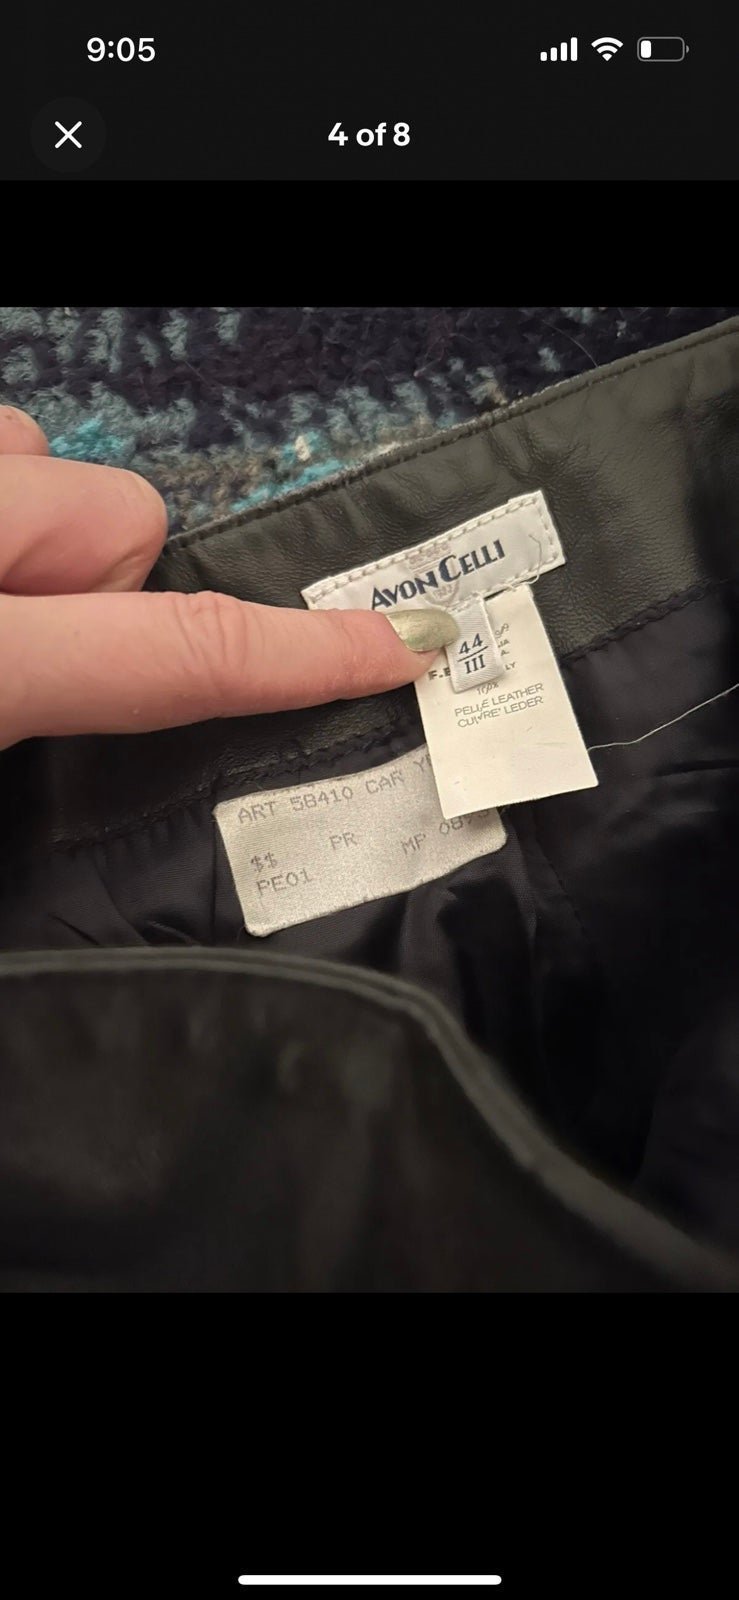 9:05
4 of 8
AVON CELLI
44
III
100%
PELLE LEATHER
CUIVRE' LEDER
ART 5B410 CAR
$$ PR MP
PE01